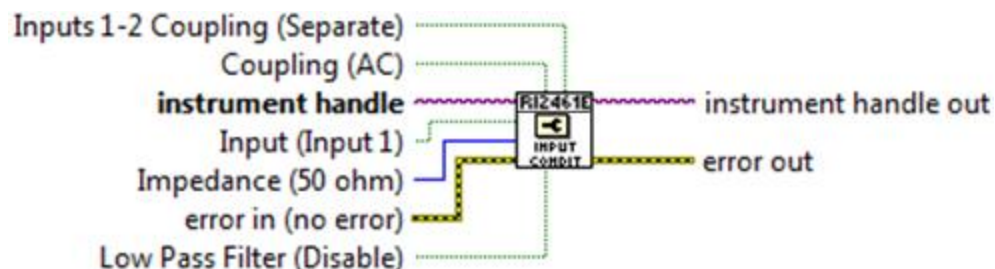 Inputs 1-2 Coupling (Separate)
Coupling (AC)
instrument handle
Input (Input 1)
Impedance (50 ohm)
error in (no error)
Low Pass Filter (Disable)
RI2461E
INPUT
CONDIT
instrument handle out
error out